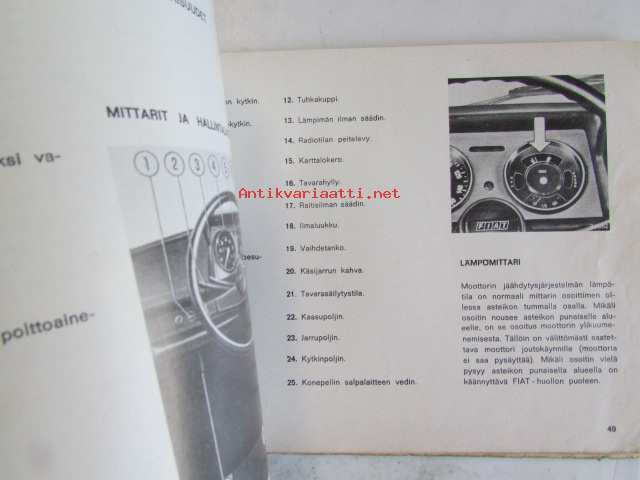 SUUDET
MITTARIT JA HALLINTALA
ksi va-
1 2 3 4 5
polttoaine-
en kytkin.
-kytkin.
pesu-
12. Tuhkakuppi.
13. Lämpimän ilman säädin.
14. Radiotilan peitelevy.
15. Karttalokero.
16. Tavarahylly.
Antikvariaatti.net
17. Raitisilman säädin.
18. Ilmaluukku.
19. Vaihdetanko.
20. Käsijarrun kahva.
21. Tavarasäilytystila.
22. Kaasupoljin.
23. Jarrupoljin.
24. Kytkinpoljin.
25. Konepellin salpalaitteen vedin.
FIAT
LÄMPÖMITTARI
Moottorin jäähdytysjärjestelmän lämpö-
tila on normaali mittarin osoittimen ol-
lessa asteikon tummalla osalla. Mikäli
osoitin nousee asteikon punaiselle alu-
eelle, on se osoitus moottorin ylikuume-
nemisesta. Tällöin on välittömästi saatet-
tava moottori joutokäynnille (moottoria
ei saa pysäyttää). Mikäli osoitin vielä
pysyy asteikon punaisella alueella on
käännyttävä FIAT-huollon puoleen.
49